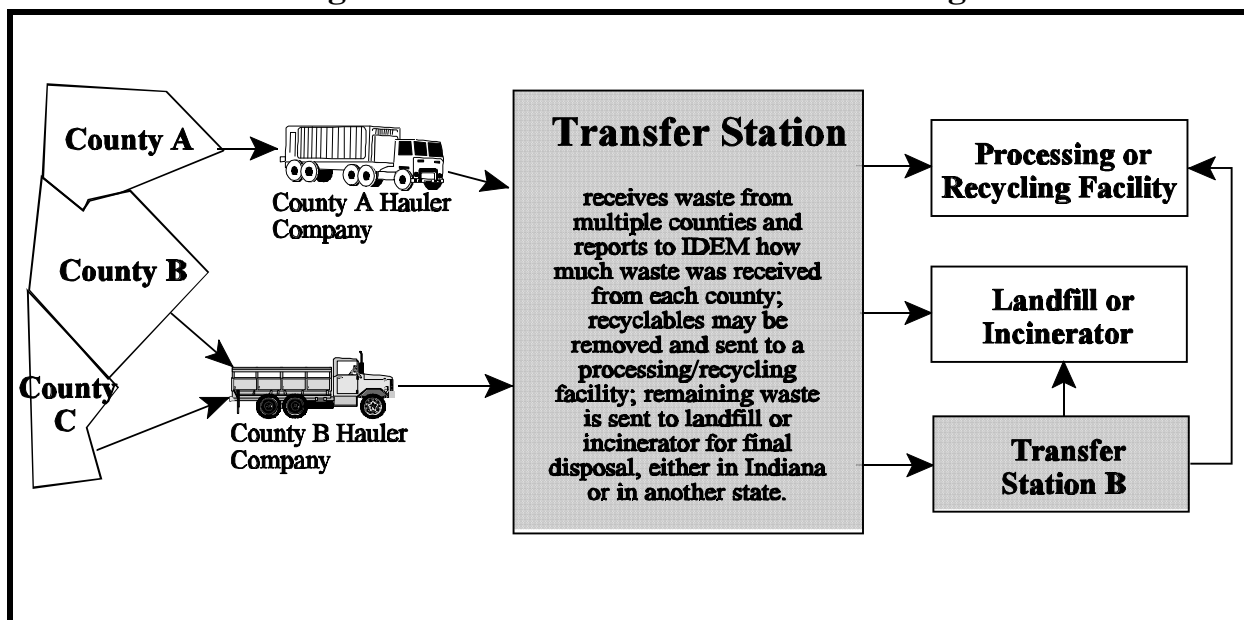 County A
County B
County
C
County A Hauler
Company
County B Hauler
Company
Transfer Station
receives waste from
multiple counties and
reports to IDEM how
much waste was received
from each county;
recyclables may be
removed and sent to a
processing/recycling
facility; remaining waste
is sent to landfill or
incinerator for final
disposal, either in Indiana
or in another state.
Processing or
Recycling Facility
Landfill or
Incinerator
Transfer
Station B